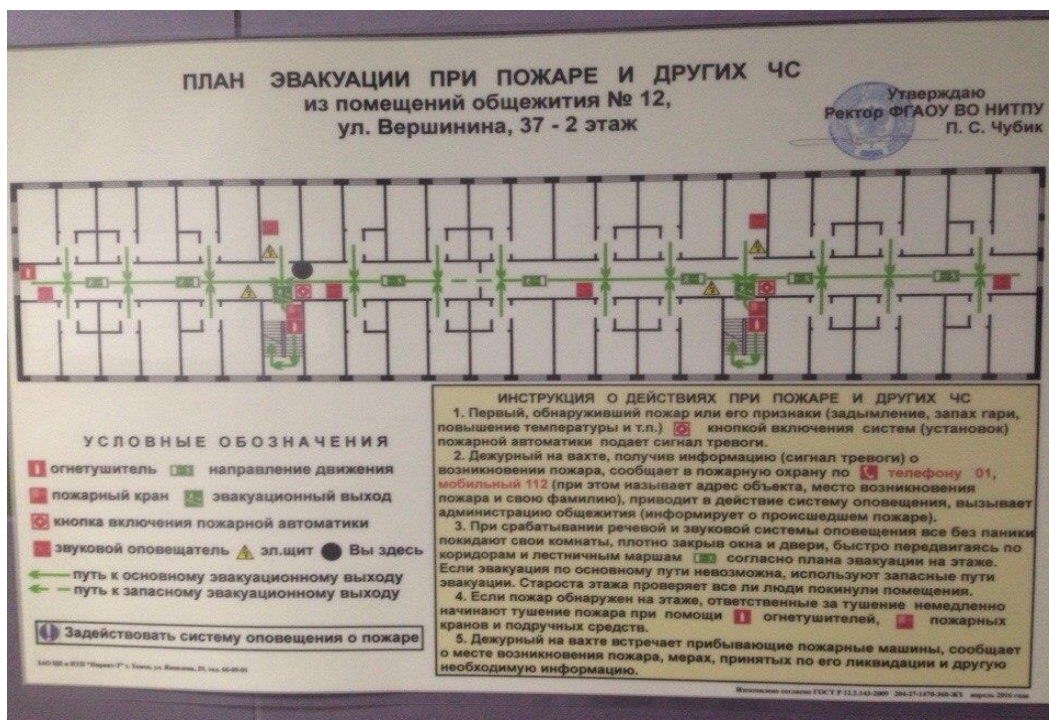 ПЛАН ЭВАКУАЦИИ ПРИ ПОЖАРЕ И ДРУГИХ ЧС
из помещений общежития № 12,
ул. Вершинина, 37 - 2 этаж
Утверждаю
Ректор ФГАОУ ВО НИТПУ
П. С. Чубик
УСЛОВНЫЕ ОБОЗНАЧЕНИЯ
огнетушитель направление движения
пожарный кран эвакуационный выход
кнопка включения пожарной автоматики
звуковой оповещатель эл.щит Вы здесь
путь к основному эвакуационному выходу
путь к запасному эвакуационному выходу
Задействовать систему оповещения о пожаре
ИНСТРУКЦИЯ О ДЕЙСТВИЯХ ПРИ ПОЖАРЕ И ДРУГИХ ЧС
1. Первый, обнаруживший пожар или его признаки (задымление, запах гари,
повышение температуры и т.п.) кнопкой включения систем (установок)
пожарной автоматики подает сигнал тревоги.
2. Дежурный на вахте, получив информацию (сигнал тревоги) о
возникновении пожара, сообщает в пожарную охрану по телефону 01,
мобильный 112 (при этом называет адрес объекта, место возникновения
пожара и свою фамилию), приводит в действие систему оповещения, вызывает
администрацию общежития (информирует о происшедшем пожаре).
3. При срабатывании речевой и звуковой системы оповещения все без паники
покидают свои комнаты, плотно закрыв окна и двери, быстро передвигаясь по
коридорам и лестничным маршам согласно плана эвакуации на этаже.
Если эвакуация по основному пути невозможна, используют запасные пути
эвакуации. Староста этажа проверяет все ли люди покинули помещения.
4. Если пожар обнаружен на этаже, ответственные за тушение немедленно
начинают тушение пожара при помощи огнетушителей, пожарных
кранов и подручных средств.
5. Дежурный на вахте встречает прибывающие пожарные машины, сообщает
о месте возникновения пожара, мерах, принятых по его ликвидации и другую
необходимую информацию.
Изготовлено согласно ГОСТ Р 12.2.143-2009 апрель 2016 года